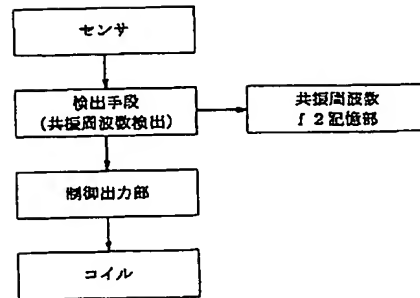 センサ
検出手段
(共振周波数検出)
共振周波数
f2記憶部
制御出力部
コイル